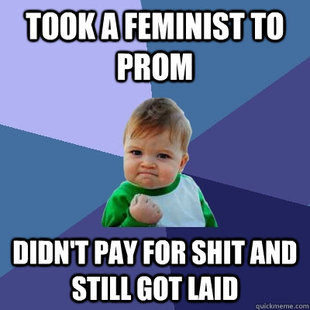 TOOK A FEMINIST TO
PROM
DIDN'T PAY FOR SHIT AND
STILL GOT LAID
quickmeme.com